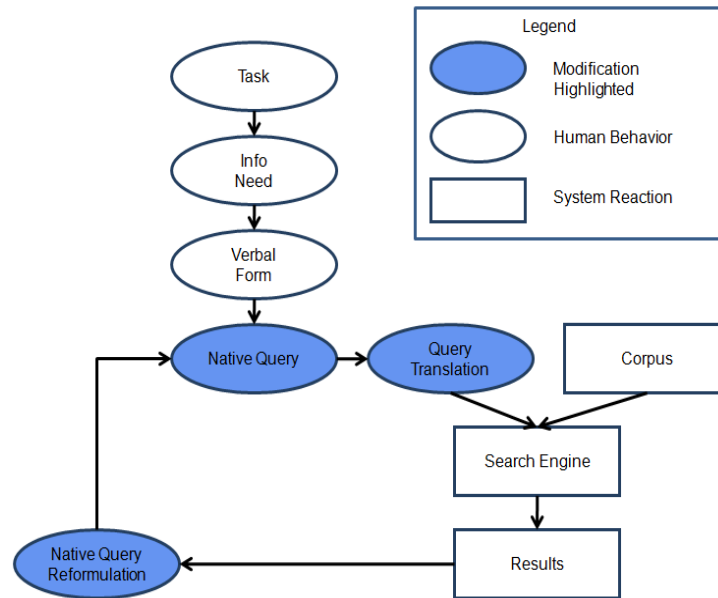 Legend
Modification
Highlighted
Human Behavior
System Reaction
Task
Info
Need
Verbal
Form
Native Query
Query
Translation
Corpus
Search Engine
Results
Native Query
Reformulation